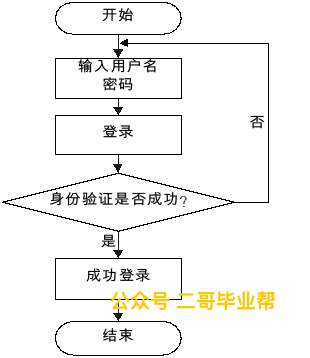 开始
输入用户名
密码
否
登录
身份验证是否成功?
是
成功登录
公众号 二哥毕业帮
结束